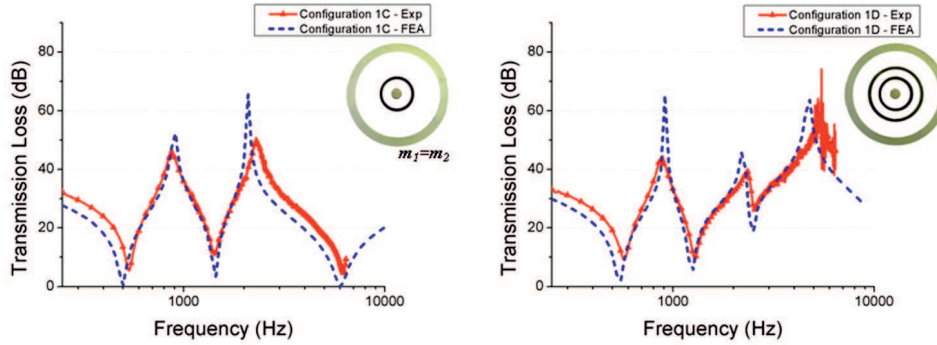 Configuration 1C - Exp
Configuration 1C - FEA
Transmission Loss (dB)
80
60
40
20
0
m₁=m₂
1000
10000
Frequency (Hz)
Configuration 1D - Exp
Configuration 1D - FEA
Transmission Loss (dB)
80
60
40
20
0
1000
10000
Frequency (Hz)